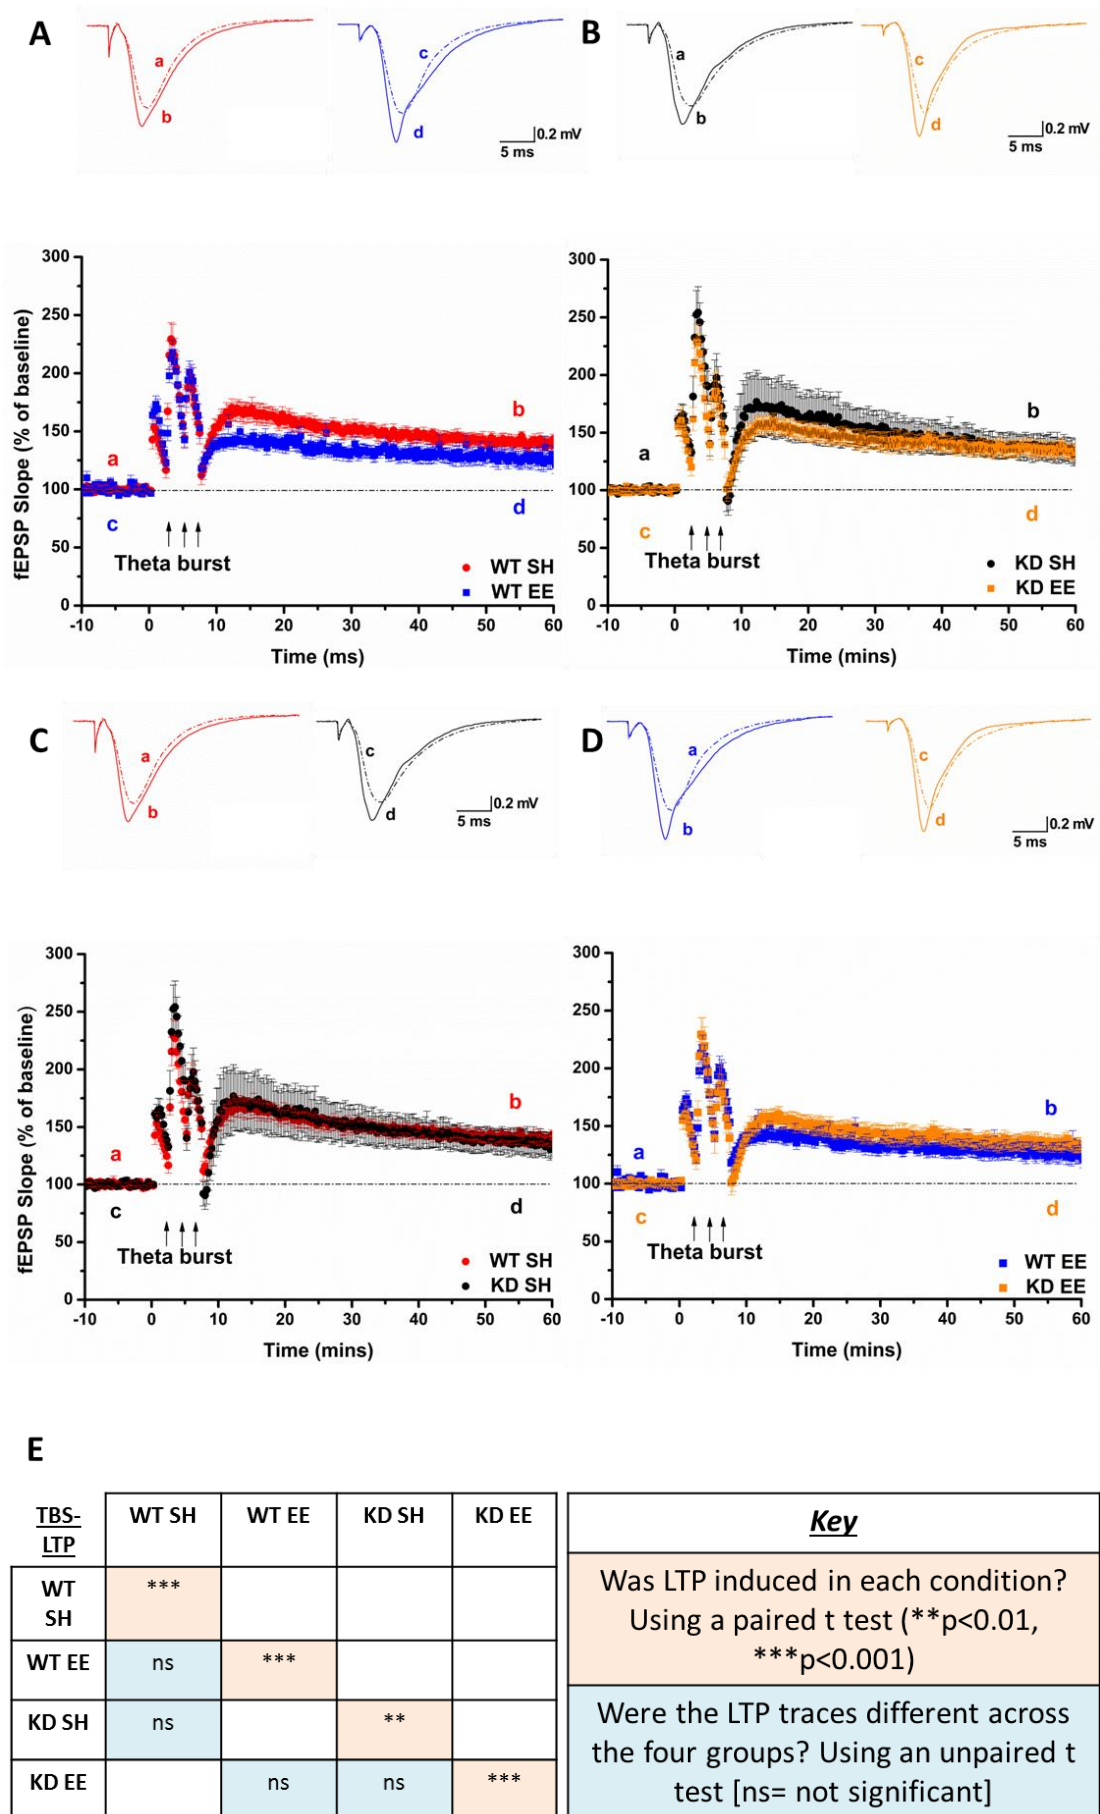 A
a
b
c
d
0.2 mV
5 ms
B
a
b
c
d
0.2 mV
5 ms
300
250
200
150
100
50
0
fEPSP Slope (% of baseline)
a
b
c
d
Theta burst
WT SH
WT EE
-10 0 10 20 30 40 50 60
Time (ms)
300
250
200
150
100
50
0
a
b
c
d
Theta burst
KD SH
KD EE
-10 0 10 20 30 40 50 60
Time (mins)
C
a
b
c
d
0.2 mV
5 ms
D
a
b
c
d
0.2 mV
5 ms
300
250
200
150
100
50
0
fEPSP Slope (% of baseline)
a
b
c
d
Theta burst
WT SH
KD SH
-10 0 10 20 30 40 50 60
Time (mins)
300
250
200
150
100
50
0
a
b
c
d
Theta burst
WT EE
KD EE
-10 0 10 20 30 40 50 60
Time (mins)
E
TBS-
LTP
WT SH WT EE KD SH KD EE
WT
SH
***
WT EE ns ***
KD SH ns **
KD EE ns ns ***
Key
Was LTP induced in each condition?
Using a paired t test (**p<0.01,
***p<0.001)
Were the LTP traces different across
the four groups? Using an unpaired t
test [ns= not significant]